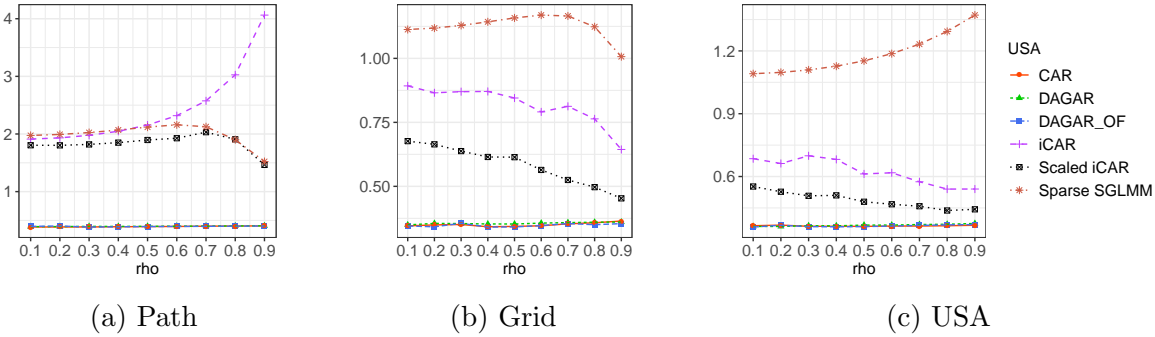 4
3
2
1
0.1 0.2 0.3 0.4 0.5 0.6 0.7 0.8 0.9
rho
(a) Path
1.00
0.75
0.50
0.1 0.2 0.3 0.4 0.5 0.6 0.7 0.8 0.9
rho
(b) Grid
1.2
0.9
0.6
0.1 0.2 0.3 0.4 0.5 0.6 0.7 0.8 0.9
rho
(c) USA
USA
CAR
DAGAR
DAGAR_OF
iCAR
Scaled iCAR
Sparse SGLMM